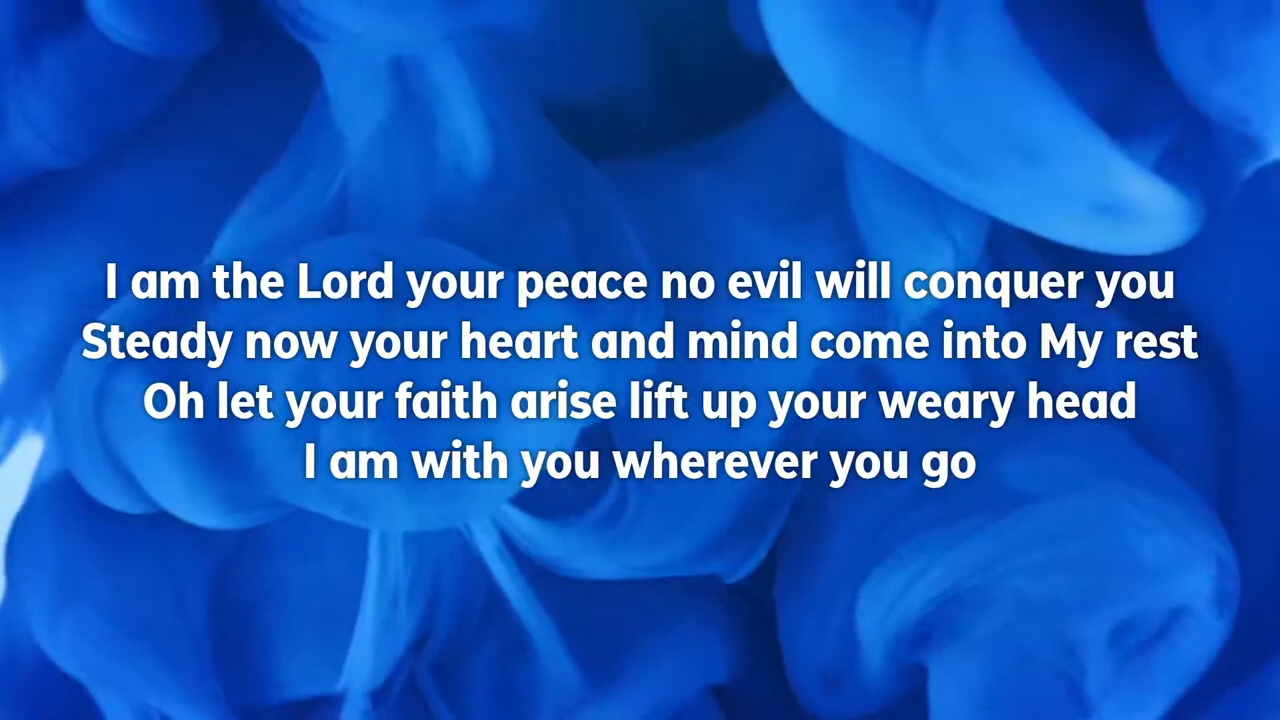 I am the Lord your peace no evil will conquer you
Steady now your heart and mind come into My rest
Oh let your faith arise lift up your weary head
I am with you wherever you go